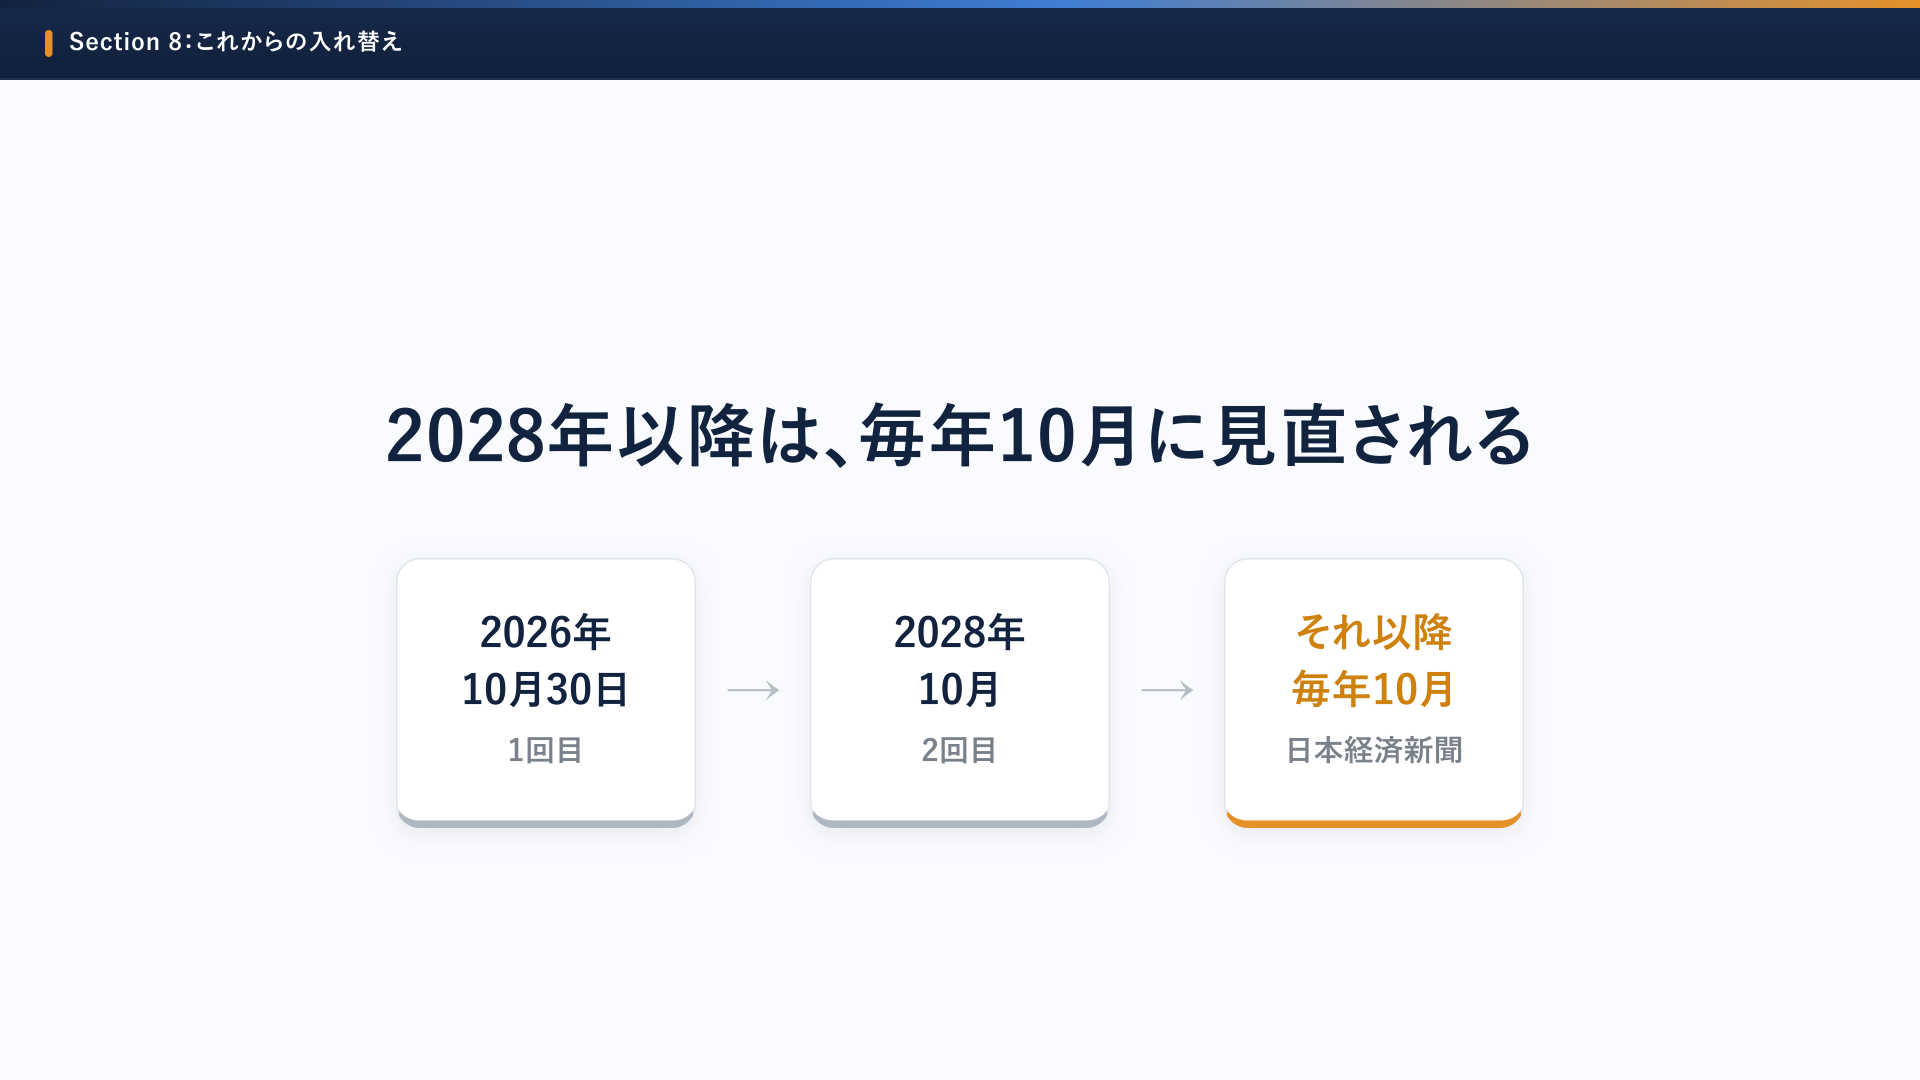 Section 8：これからの入れ替え
2028年以降は、毎年10月に見直される
2026年
10月30日
1回目
→
2028年
10月
2回目
→
それ以降
毎年10月
日本経済新聞